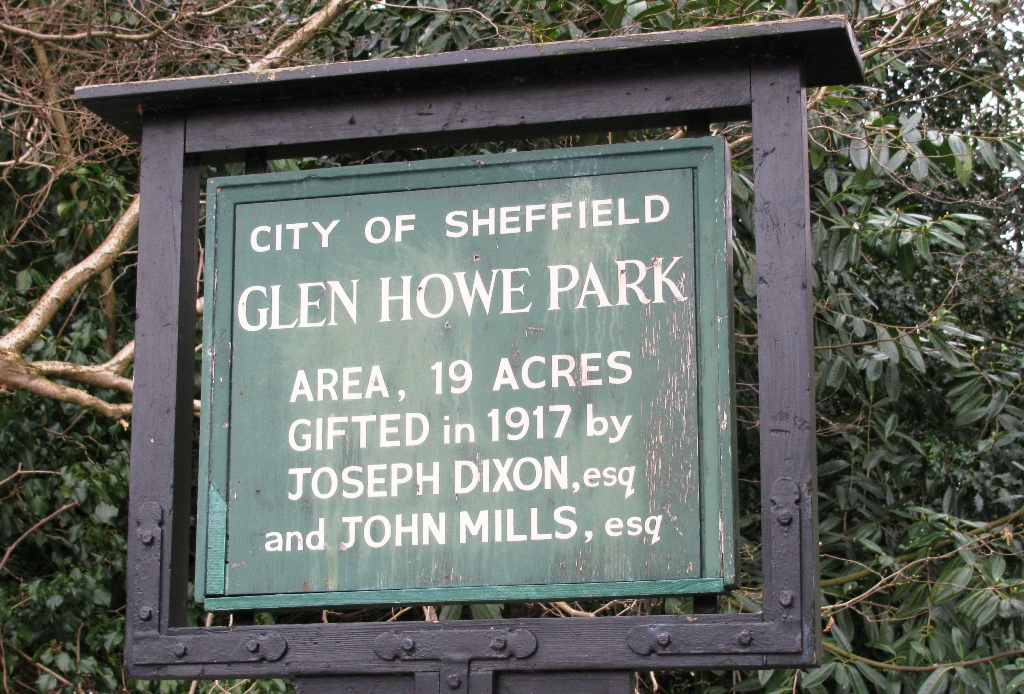 CITY OF SHEFFIELD
GLEN HOWE PARK
AREA, 19 ACRES
GIFTED in 1917 by
JOSEPH DIXON, esq
and JOHN MILLS, esq